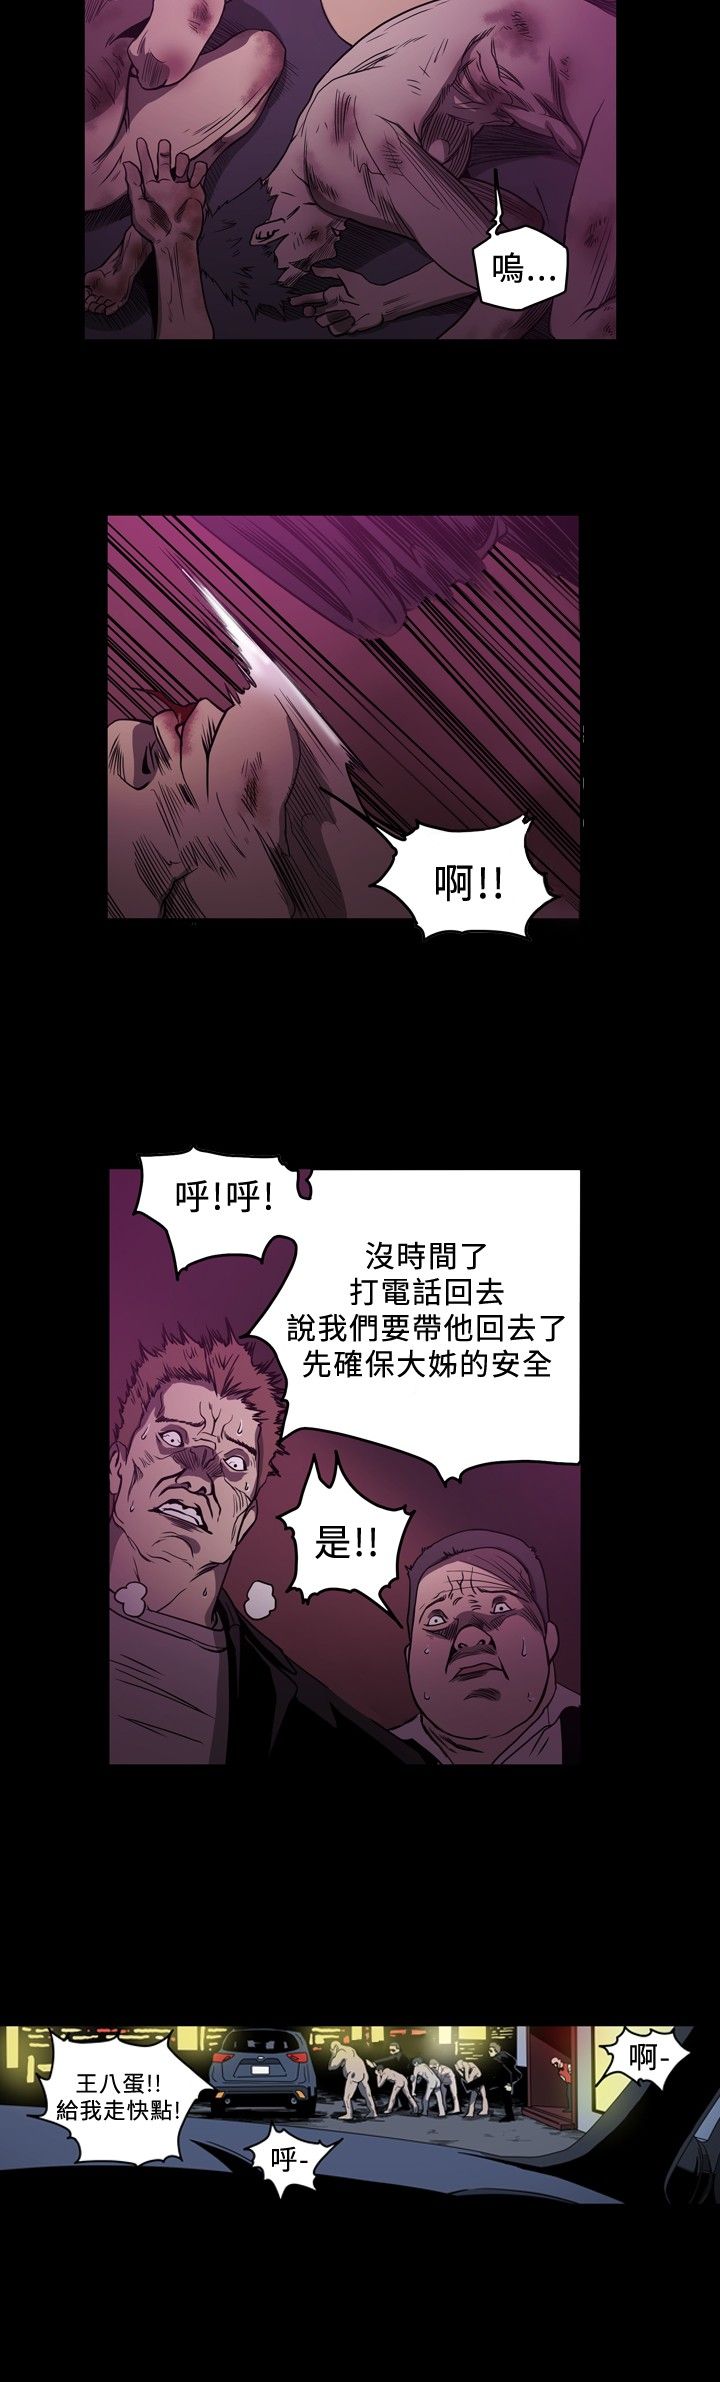 嗚...
啊!!
呼!呼!
沒時間了
打電話回去
說我們要帶他回去了
先確保大姊的安全
是!!
王八蛋!!
給我走快點!
啊-
呼-